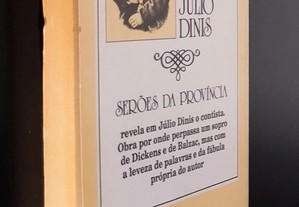 JÚLIO
DINIS
SERÕES DA PROVÍNCIA
revela em Júlio Dinis o contista.
Obra por onde perpassa um sopro
de Dickens e de Balzac, mas com
a leveza de palavras e da fábula
própria do autor